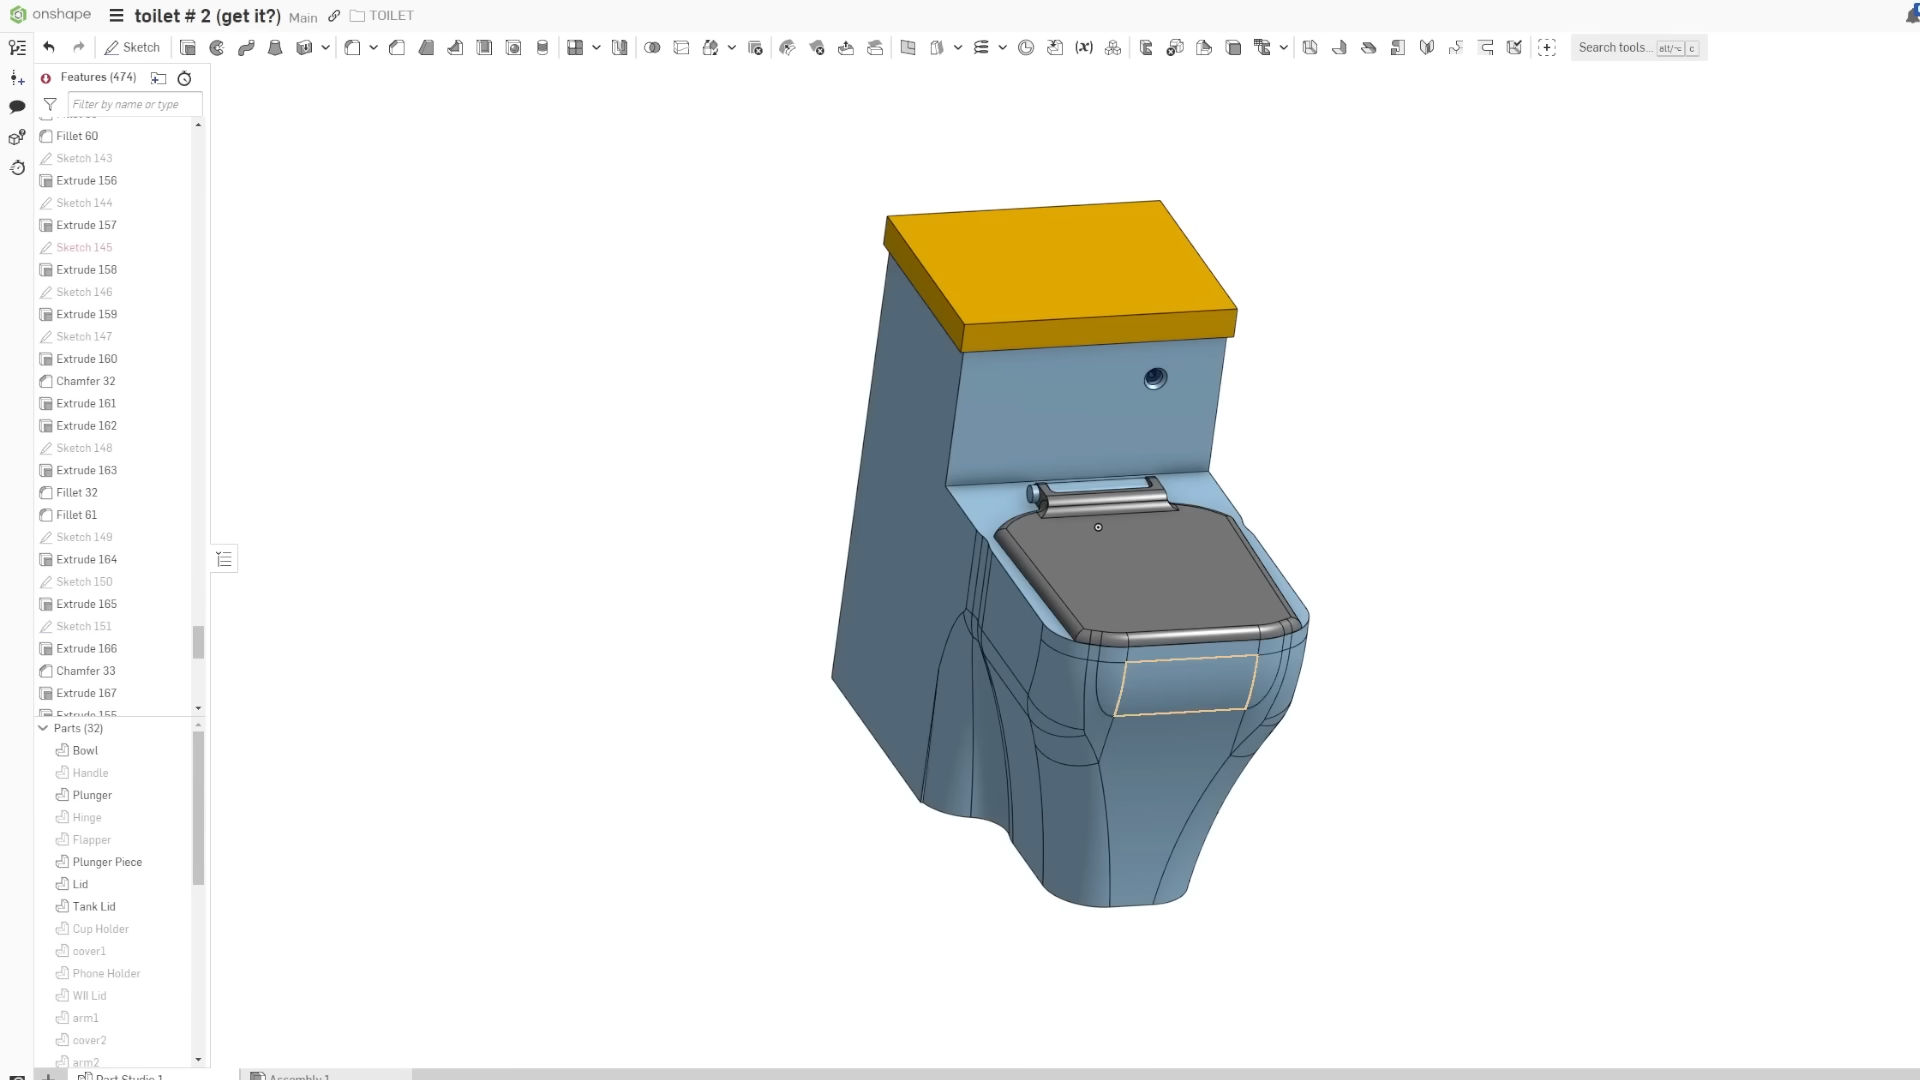 onshape
toilet # 2 (get it?) Main TOILET
Sketch
Search tools... alt/⌥ c
Features (474)
Filter by name or type
Fillet 60
Sketch 143
Extrude 156
Sketch 144
Extrude 157
Sketch 145
Extrude 158
Sketch 146
Extrude 159
Sketch 147
Extrude 160
Chamfer 32
Extrude 161
Extrude 162
Sketch 148
Extrude 163
Fillet 32
Fillet 61
Sketch 149
Extrude 164
Sketch 150
Extrude 165
Sketch 151
Extrude 166
Chamfer 33
Extrude 167
Extrude 155
Parts (32)
Bowl
Handle
Plunger
Hinge
Flapper
Plunger Piece
Lid
Tank Lid
Cup Holder
cover1
Phone Holder
WII Lid
arm1
cover2
arm2
Part Studio 1
Assembly 1